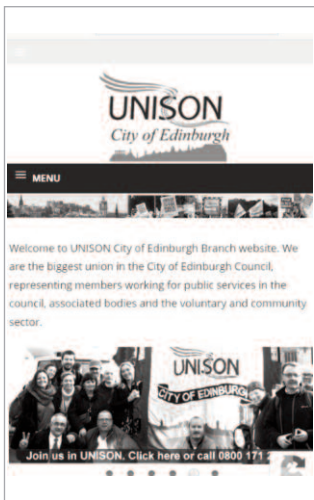 UNISON
City of Edinburgh
MENU
Welcome to UNISON City of Edinburgh Branch website. We
are the biggest union in the City of Edinburgh Council,
representing members working for public services in the
council, associated bodies and the voluntary and community
sector.
UNISON
CITY OF EDINBURGH
Join us in UNISON. Click here or call 0800 171